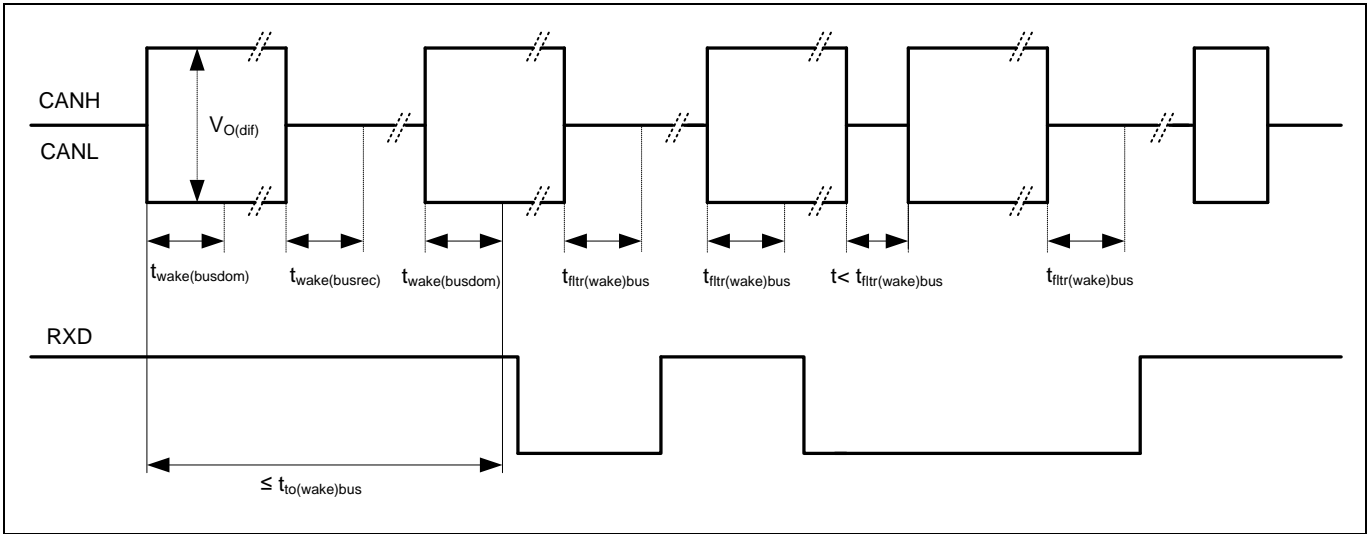 CANH
V_O(dif)
CANL
t_wake(busdom)
t_wake(busrec)
t_wake(busdom)
t_fltr(wake)bus
t_fltr(wake)bus
t< t_fltr(wake)bus
t_fltr(wake)bus
RXD
≤ t_to(wake)bus